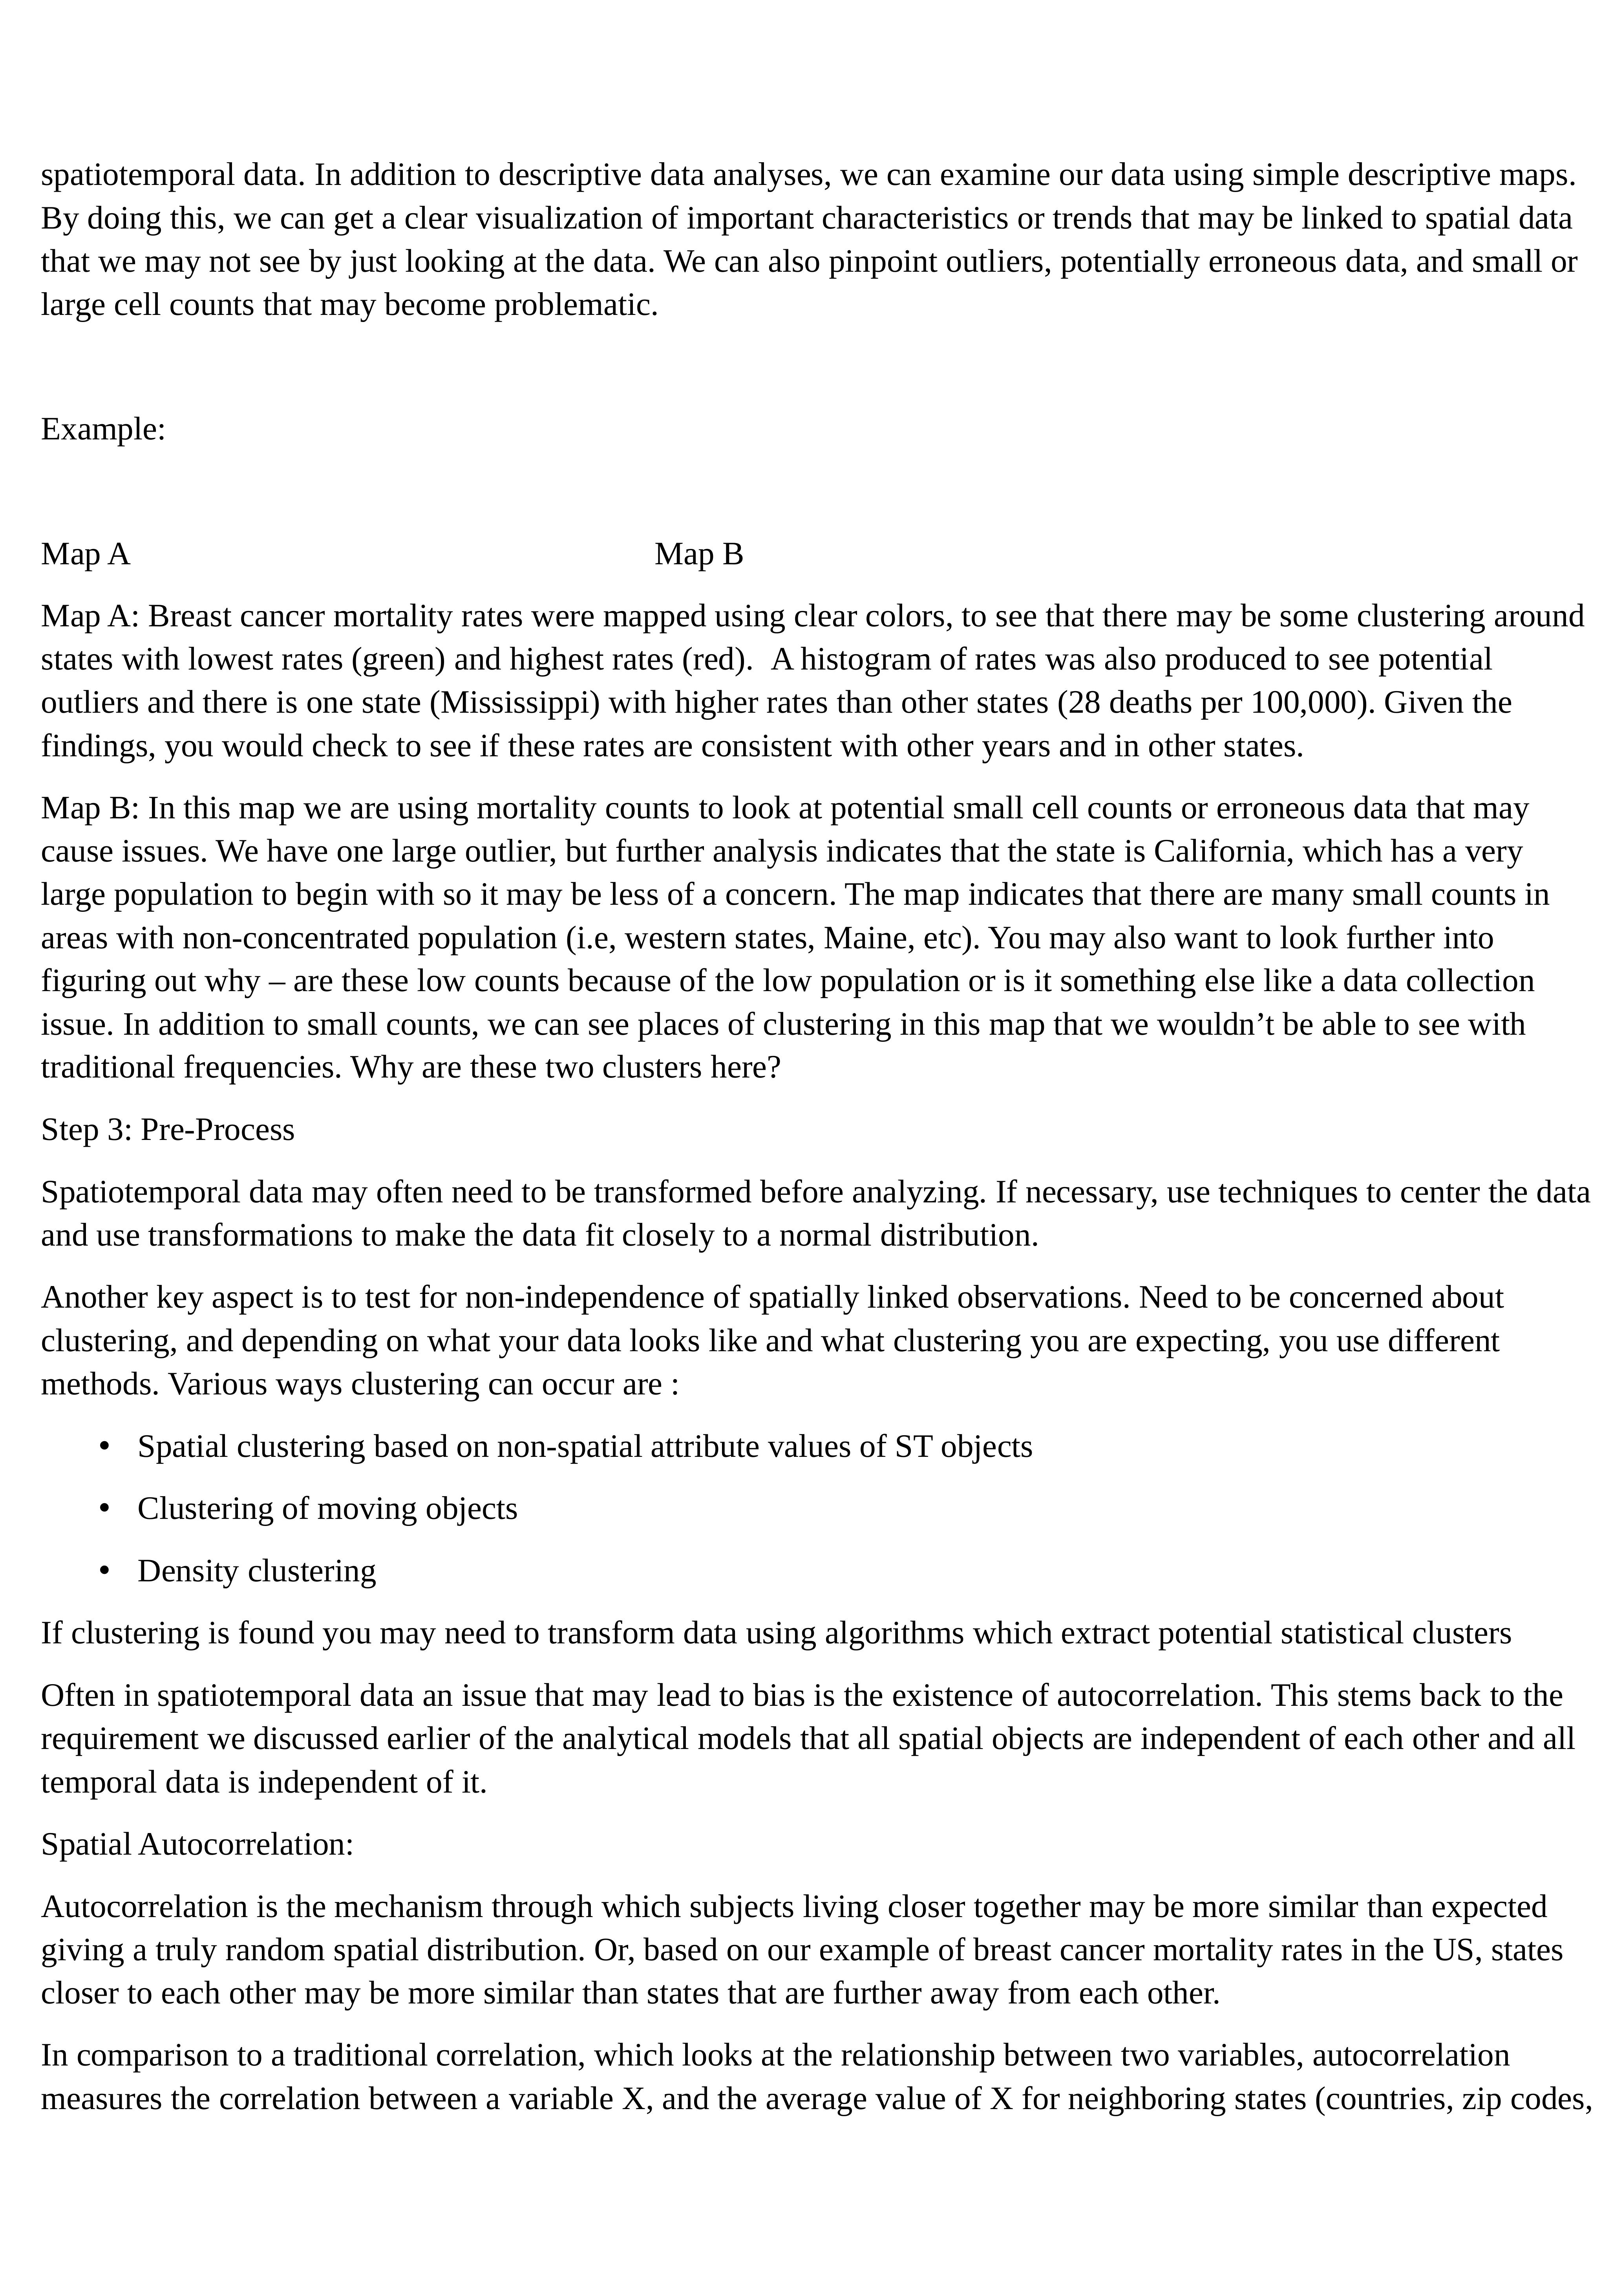 spatiotemporal data. In addition to descriptive data analyses, we can examine our data using simple descriptive maps.
By doing this, we can get a clear visualization of important characteristics or trends that may be linked to spatial data
that we may not see by just looking at the data. We can also pinpoint outliers, potentially erroneous data, and small or
large cell counts that may become problematic.
Example:
Map A Map B
Map A: Breast cancer mortality rates were mapped using clear colors, to see that there may be some clustering around
states with lowest rates (green) and highest rates (red).  A histogram of rates was also produced to see potential
outliers and there is one state (Mississippi) with higher rates than other states (28 deaths per 100,000). Given the
findings, you would check to see if these rates are consistent with other years and in other states.
Map B: In this map we are using mortality counts to look at potential small cell counts or erroneous data that may
cause issues. We have one large outlier, but further analysis indicates that the state is California, which has a very
large population to begin with so it may be less of a concern. The map indicates that there are many small counts in
areas with non-concentrated population (i.e, western states, Maine, etc). You may also want to look further into
figuring out why – are these low counts because of the low population or is it something else like a data collection
issue. In addition to small counts, we can see places of clustering in this map that we wouldn’t be able to see with
traditional frequencies. Why are these two clusters here?
Step 3: Pre-Process
Spatiotemporal data may often need to be transformed before analyzing. If necessary, use techniques to center the data
and use transformations to make the data fit closely to a normal distribution.
Another key aspect is to test for non-independence of spatially linked observations. Need to be concerned about
clustering, and depending on what your data looks like and what clustering you are expecting, you use different
methods. Various ways clustering can occur are :
• Spatial clustering based on non-spatial attribute values of ST objects
• Clustering of moving objects
• Density clustering
If clustering is found you may need to transform data using algorithms which extract potential statistical clusters
Often in spatiotemporal data an issue that may lead to bias is the existence of autocorrelation. This stems back to the
requirement we discussed earlier of the analytical models that all spatial objects are independent of each other and all
temporal data is independent of it.
Spatial Autocorrelation:
Autocorrelation is the mechanism through which subjects living closer together may be more similar than expected
giving a truly random spatial distribution. Or, based on our example of breast cancer mortality rates in the US, states
closer to each other may be more similar than states that are further away from each other.
In comparison to a traditional correlation, which looks at the relationship between two variables, autocorrelation
measures the correlation between a variable X, and the average value of X for neighboring states (countries, zip codes,